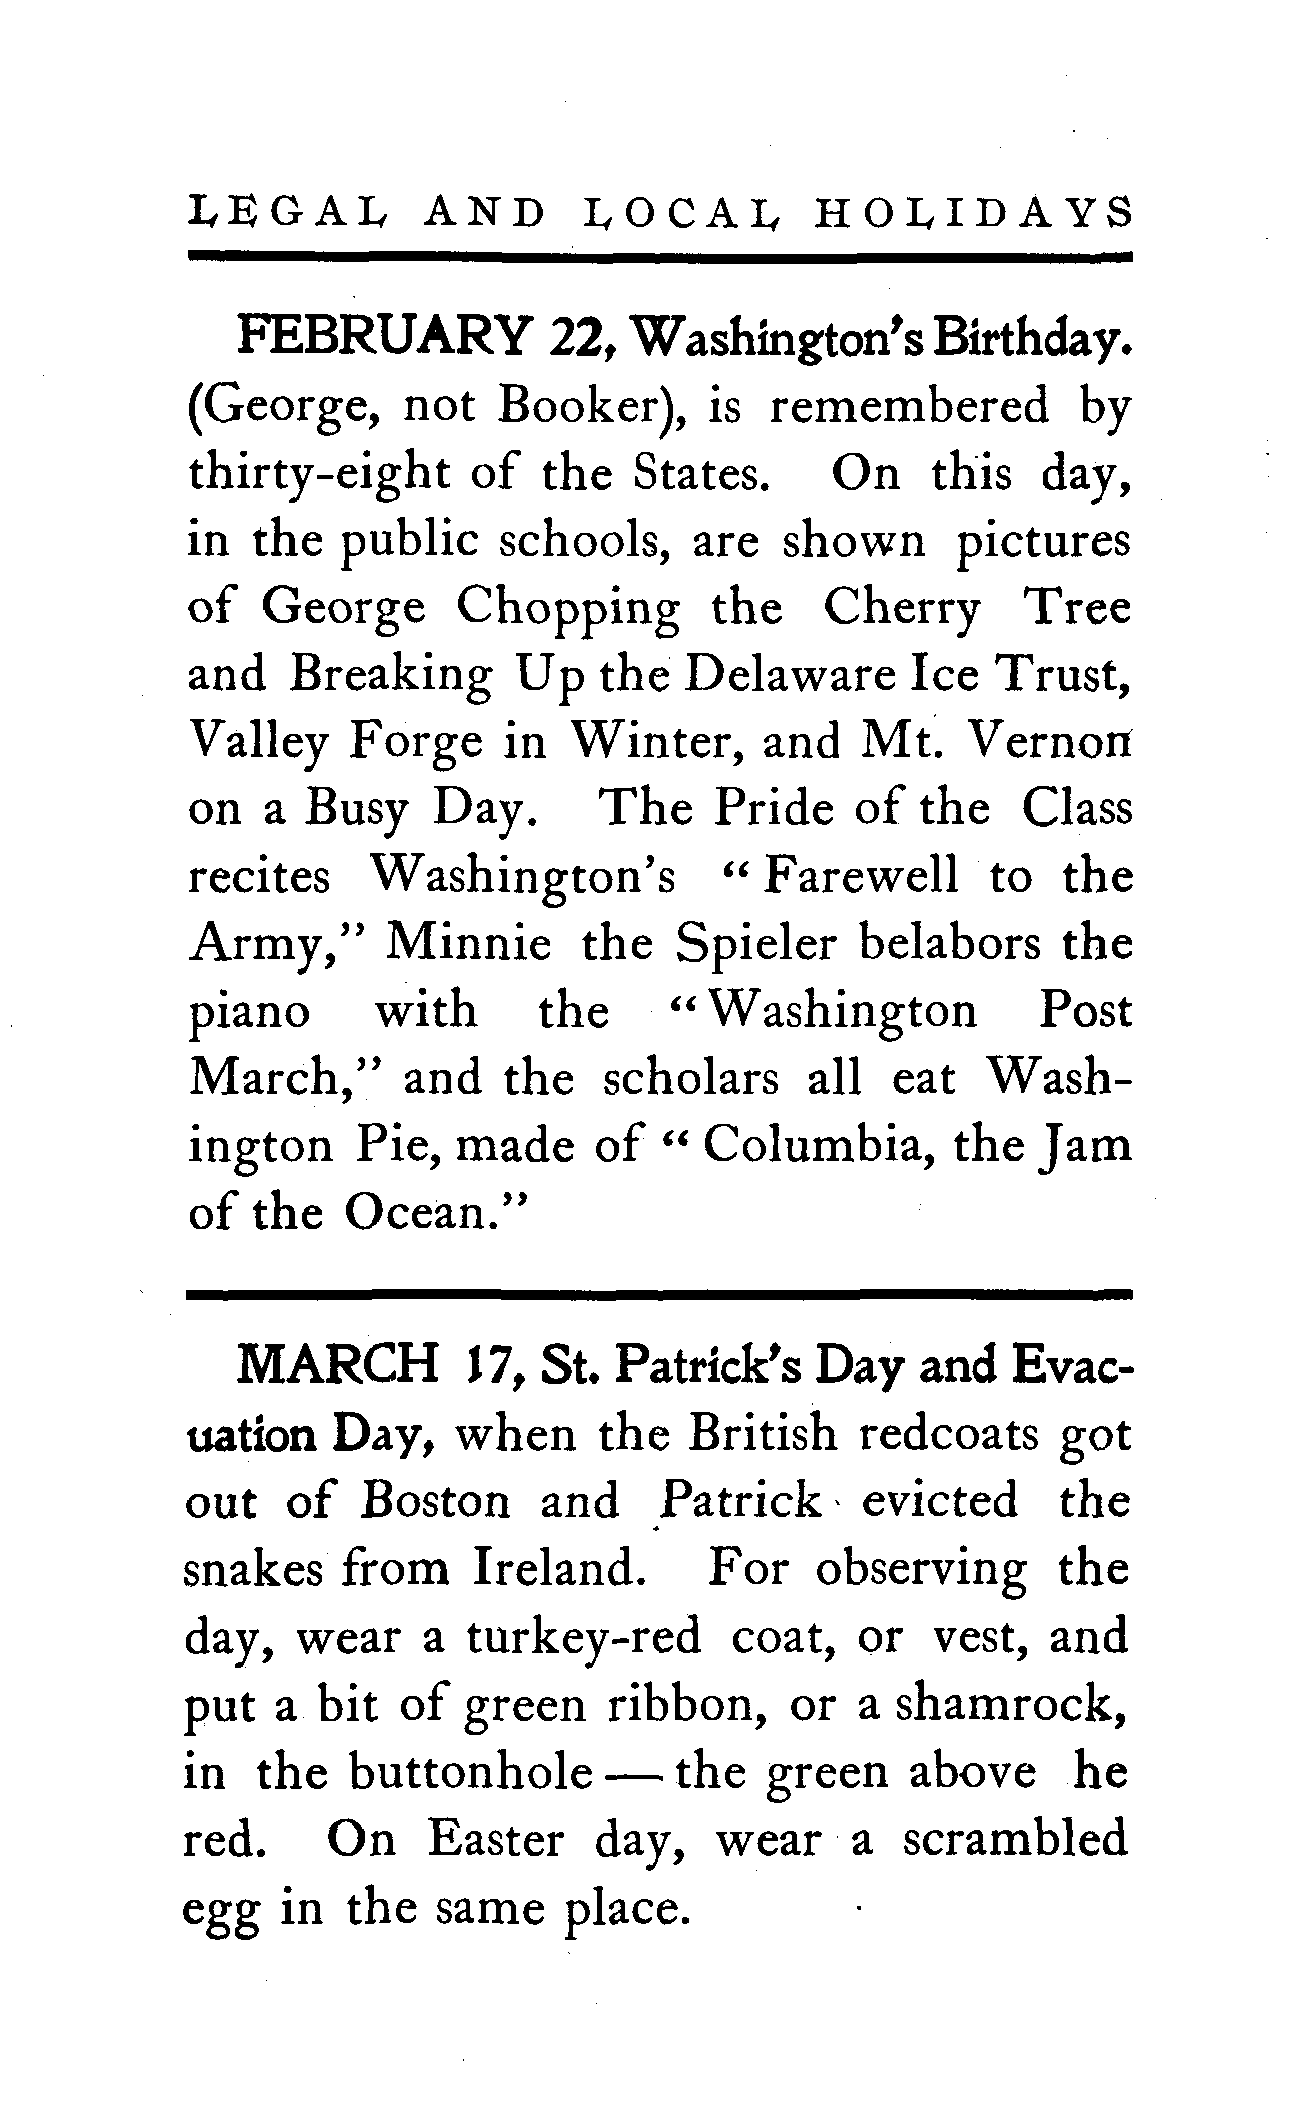 LEGAL AND LOCAL HOLIDAYS
FEBRUARY 22, Washington's Birthday.
(George, not Booker), is remembered by
thirty-eight of the States. On this day,
in the public schools, are shown pictures
of George Chopping the Cherry Tree
and Breaking Up the Delaware Ice Trust,
Valley Forge in Winter, and Mt. Vernon
on a Busy Day. The Pride of the Class
recites Washington's “ Farewell to the
Army,” Minnie the Spieler belabors the
piano with the “ Washington Post
March,” and the scholars all eat Wash-
ington Pie, made of “ Columbia, the Jam
of the Ocean.”
MARCH 17, St. Patrick's Day and Evac-
uation Day, when the British redcoats got
out of Boston and Patrick evicted the
snakes from Ireland. For observing the
day, wear a turkey-red coat, or vest, and
put a bit of green ribbon, or a shamrock,
in the buttonhole — the green above he
red. On Easter day, wear a scrambled
egg in the same place.